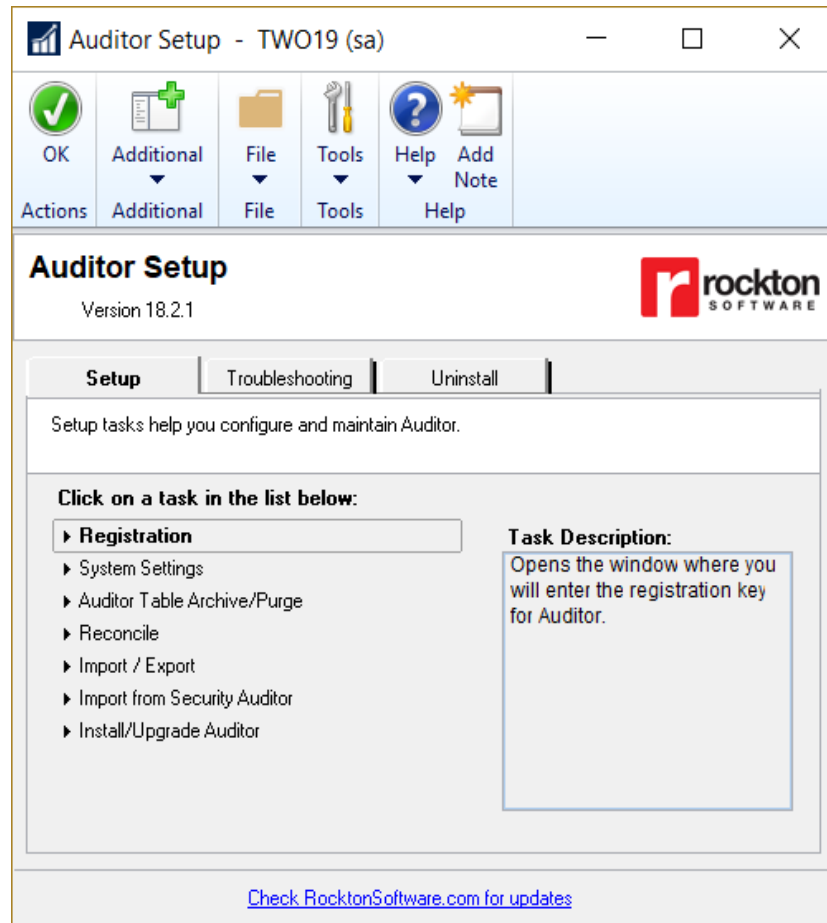 Auditor Setup - TWO19 (sa)
OK Additional File Tools Help Add
Note
Actions Additional File Tools Help
Auditor Setup
Version 18.2.1
r rockton
SOFTWARE
Setup Troubleshooting Uninstall
Setup tasks help you configure and maintain Auditor.
Click on a task in the list below:
Registration
System Settings
Auditor Table Archive/Purge
Reconcile
Import / Export
Import from Security Auditor
Install/Upgrade Auditor
Task Description:
Opens the window where you
will enter the registration key
for Auditor.
Check RocktonSoftware.com for updates